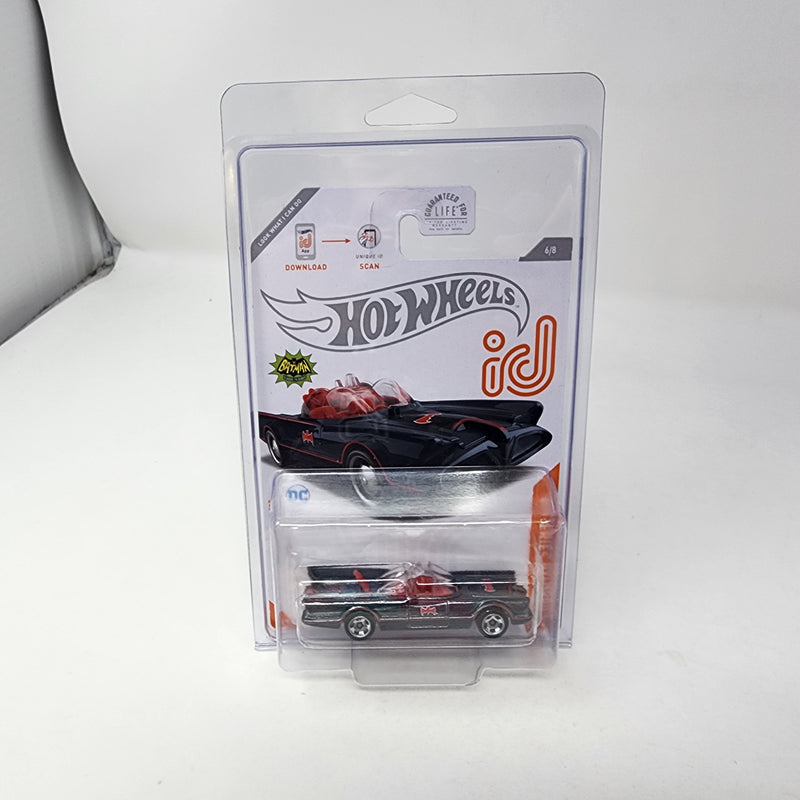 LOOK WHAT I CAN DO
id
App
DOWNLOAD
UNIQUE ID
SCAN
GUARANTEED FOR
LIFE
6/8
HOT WHEELS
id
BATMAN
DC